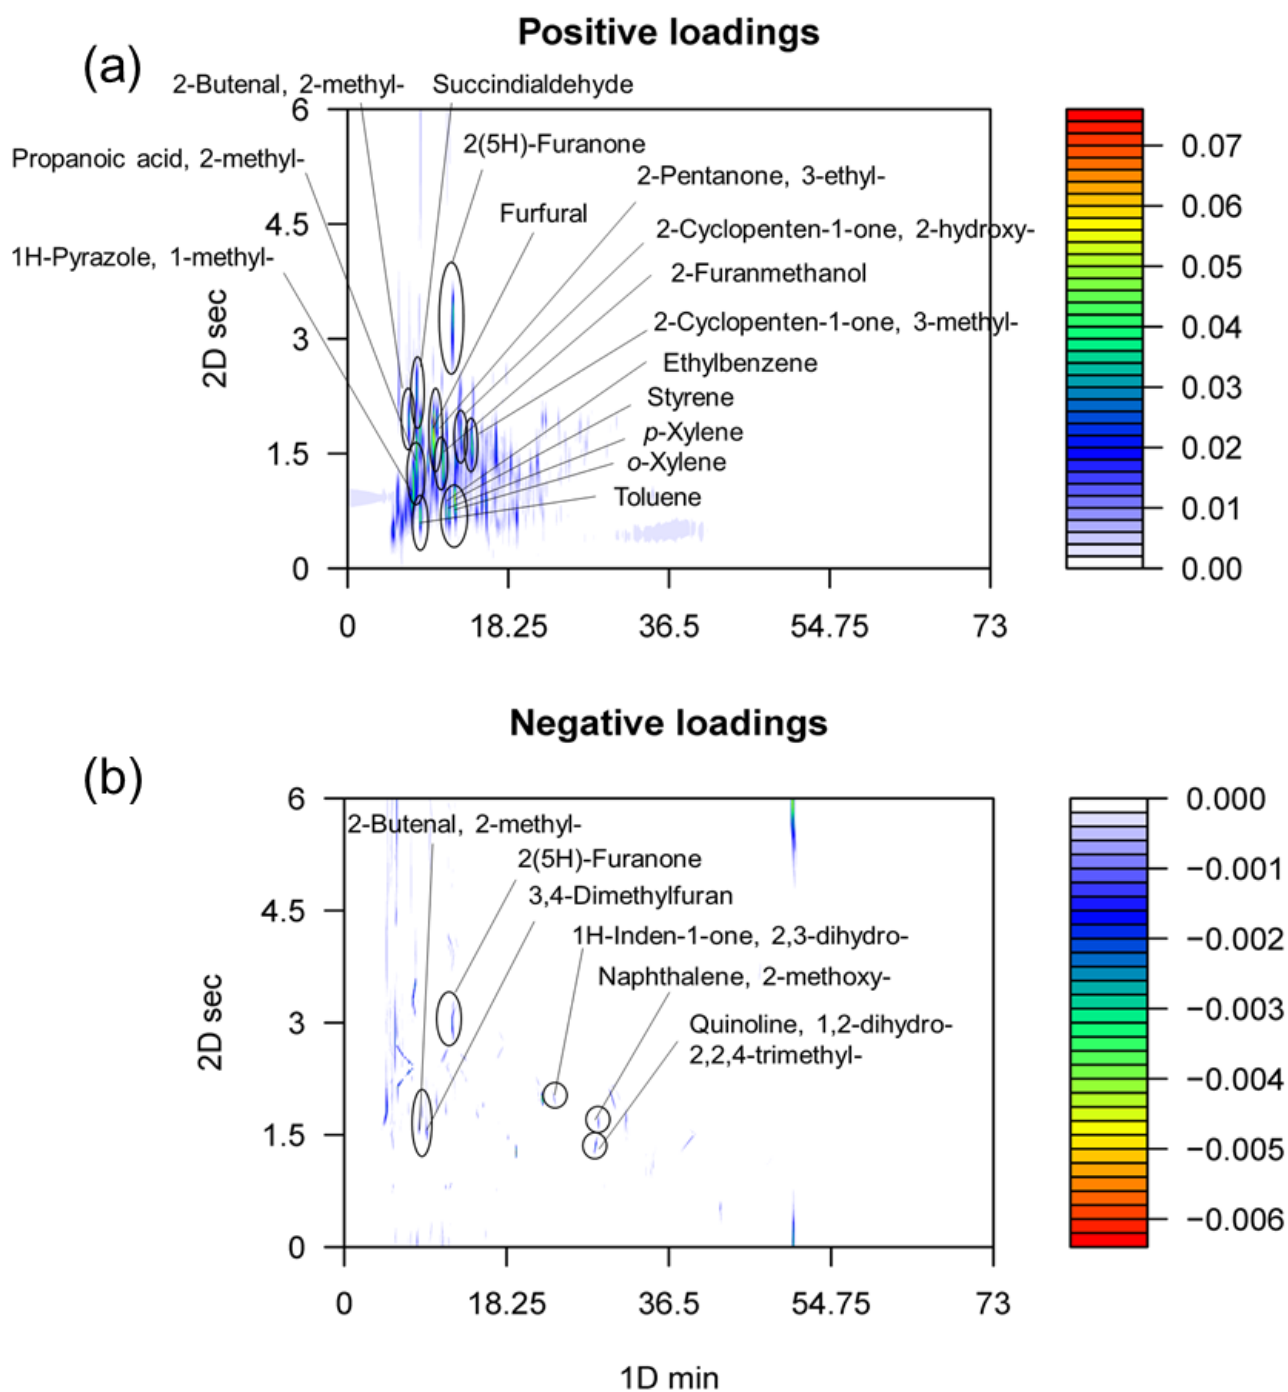 Positive loadings
(a)
2-Butenal, 2-methyl-
Succindialdehyde
6
2(5H)-Furanone
Propanoic acid, 2-methyl-
2-Pentanone, 3-ethyl-
Furfural
4.5
2-Cyclopenten-1-one, 2-hydroxy-
1H-Pyrazole, 1-methyl-
2-Furanmethanol
2D sec
3
2-Cyclopenten-1-one, 3-methyl-
Ethylbenzene
Styrene
p-Xylene
1.5
o-Xylene
Toluene
0
0 18.25 36.5 54.75 73
0.07
0.06
0.05
0.04
0.03
0.02
0.01
0.00
Negative loadings
(b)
6
2-Butenal, 2-methyl-
2(5H)-Furanone
3,4-Dimethylfuran
4.5
1H-Inden-1-one, 2,3-dihydro-
Naphthalene, 2-methoxy-
2D sec
3
Quinoline, 1,2-dihydro-
2,2,4-trimethyl-
1.5
0
0 18.25 36.5 54.75 73
1D min
0.000
−0.001
−0.002
−0.003
−0.004
−0.005
−0.006